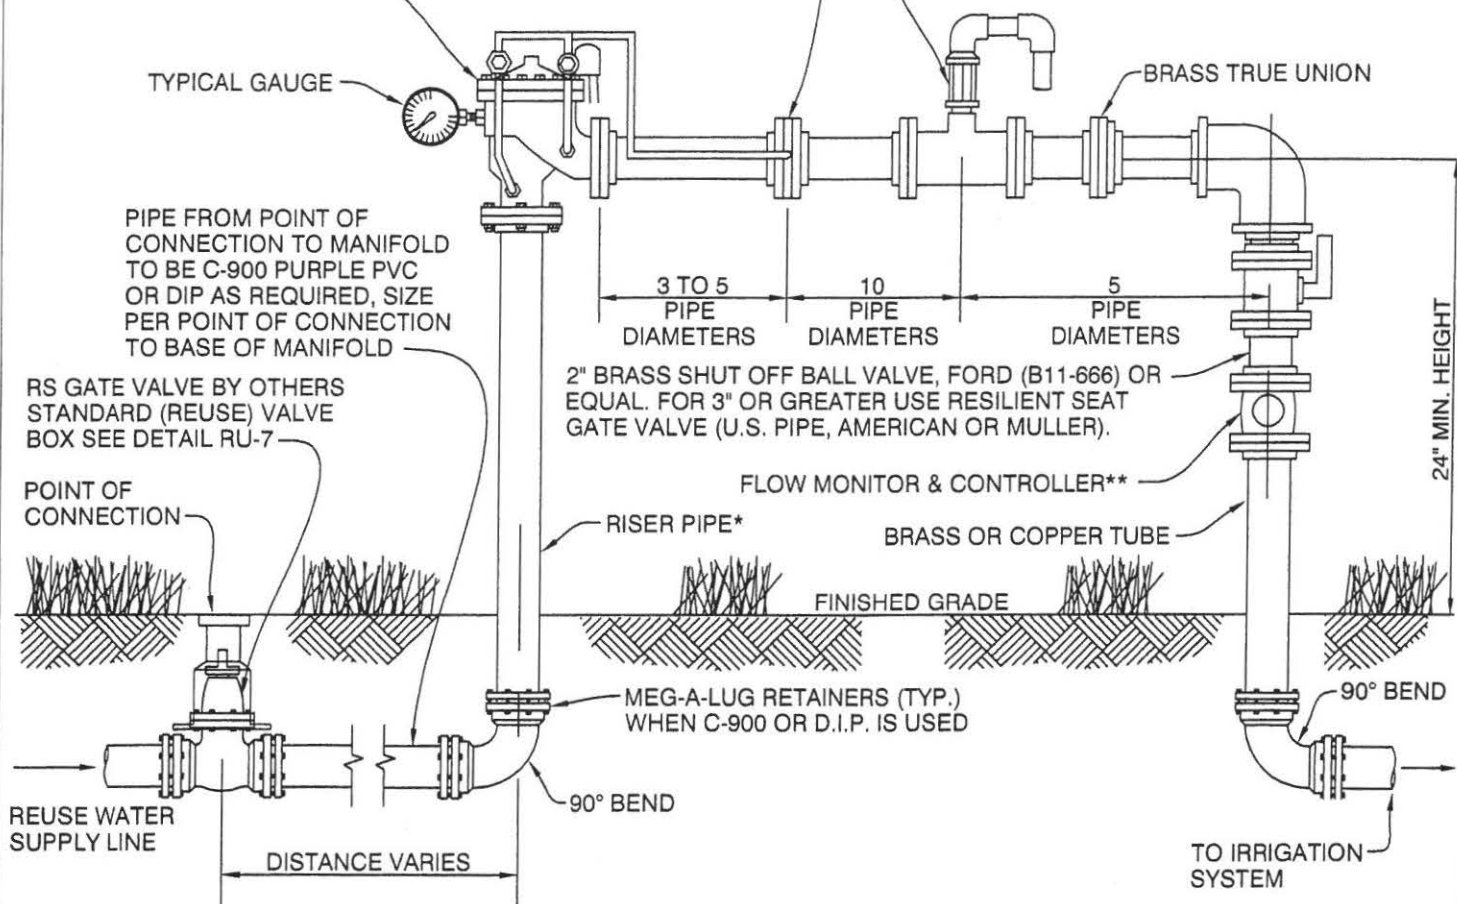 TYPICAL GAUGE
BRASS TRUE UNION
PIPE FROM POINT OF
CONNECTION TO MANIFOLD
TO BE C-900 PURPLE PVC
OR DIP AS REQUIRED, SIZE
PER POINT OF CONNECTION
TO BASE OF MANIFOLD
3 TO 5
PIPE
DIAMETERS
10
PIPE
DIAMETERS
5
PIPE
DIAMETERS
24" MIN. HEIGHT
RS GATE VALVE BY OTHERS
STANDARD (REUSE) VALVE
BOX SEE DETAIL RU-7
2" BRASS SHUT OFF BALL VALVE, FORD (B11-666) OR
EQUAL. FOR 3" OR GREATER USE RESILIENT SEAT
GATE VALVE (U.S. PIPE, AMERICAN OR MULLER).
POINT OF
CONNECTION
FLOW MONITOR & CONTROLLER**
RISER PIPE*
BRASS OR COPPER TUBE
FINISHED GRADE
MEG-A-LUG RETAINERS (TYP.)
WHEN C-900 OR D.I.P. IS USED
90° BEND
90° BEND
REUSE WATER
SUPPLY LINE
DISTANCE VARIES
TO IRRIGATION
SYSTEM